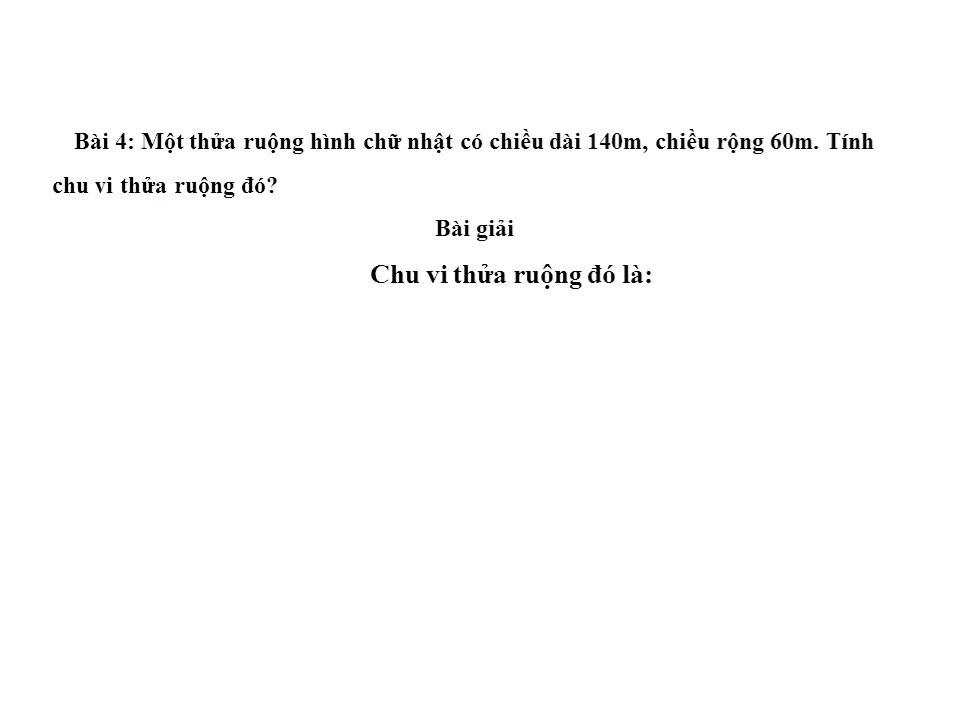 Bài 4: Một thửa ruộng hình chữ nhật có chiều dài 140m, chiều rộng 60m. Tính
chu vi thửa ruộng đó?
Bài giải
Chu vi thửa ruộng đó là: